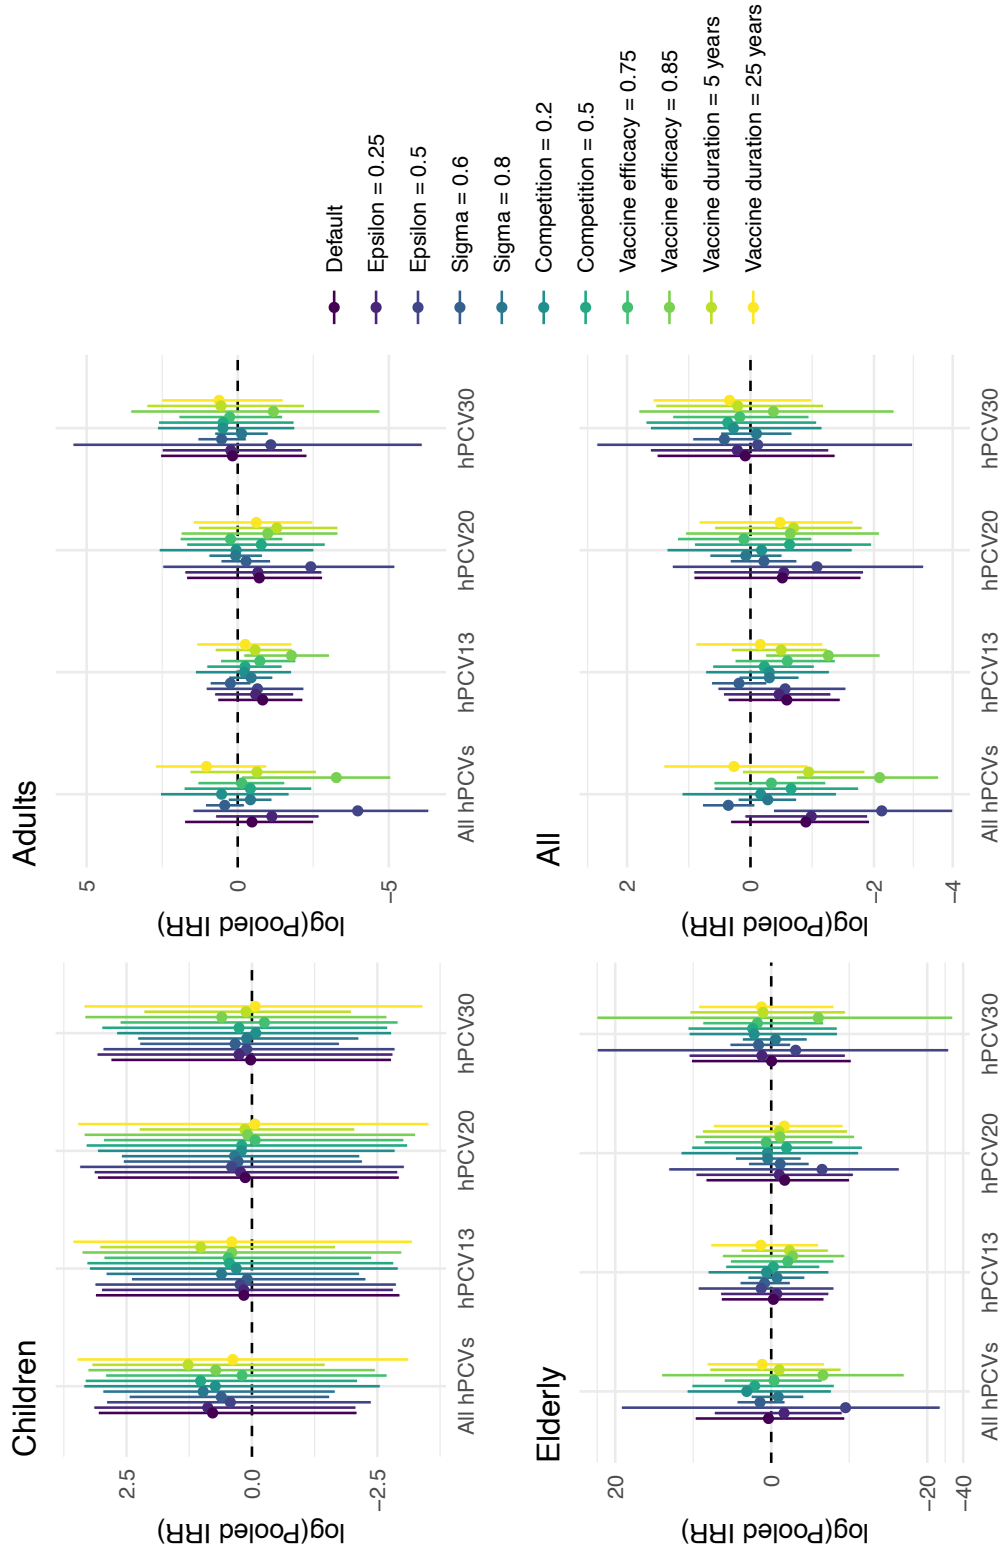 Children
log(Pooled IRR)
2.5
0.0
−2.5
All hPCVs
hPCV13
hPCV20
hPCV30
Adults
log(Pooled IRR)
5
0
−5
All hPCVs
hPCV13
hPCV20
hPCV30
Elderly
log(Pooled IRR)
20
0
−20
−40
All hPCVs
hPCV13
hPCV20
hPCV30
All
log(Pooled IRR)
2
0
−2
−4
All hPCVs
hPCV13
hPCV20
hPCV30
Default
Epsilon = 0.25
Epsilon = 0.5
Sigma = 0.6
Sigma = 0.8
Competition = 0.2
Competition = 0.5
Vaccine efficacy = 0.75
Vaccine efficacy = 0.85
Vaccine duration = 5 years
Vaccine duration = 25 years